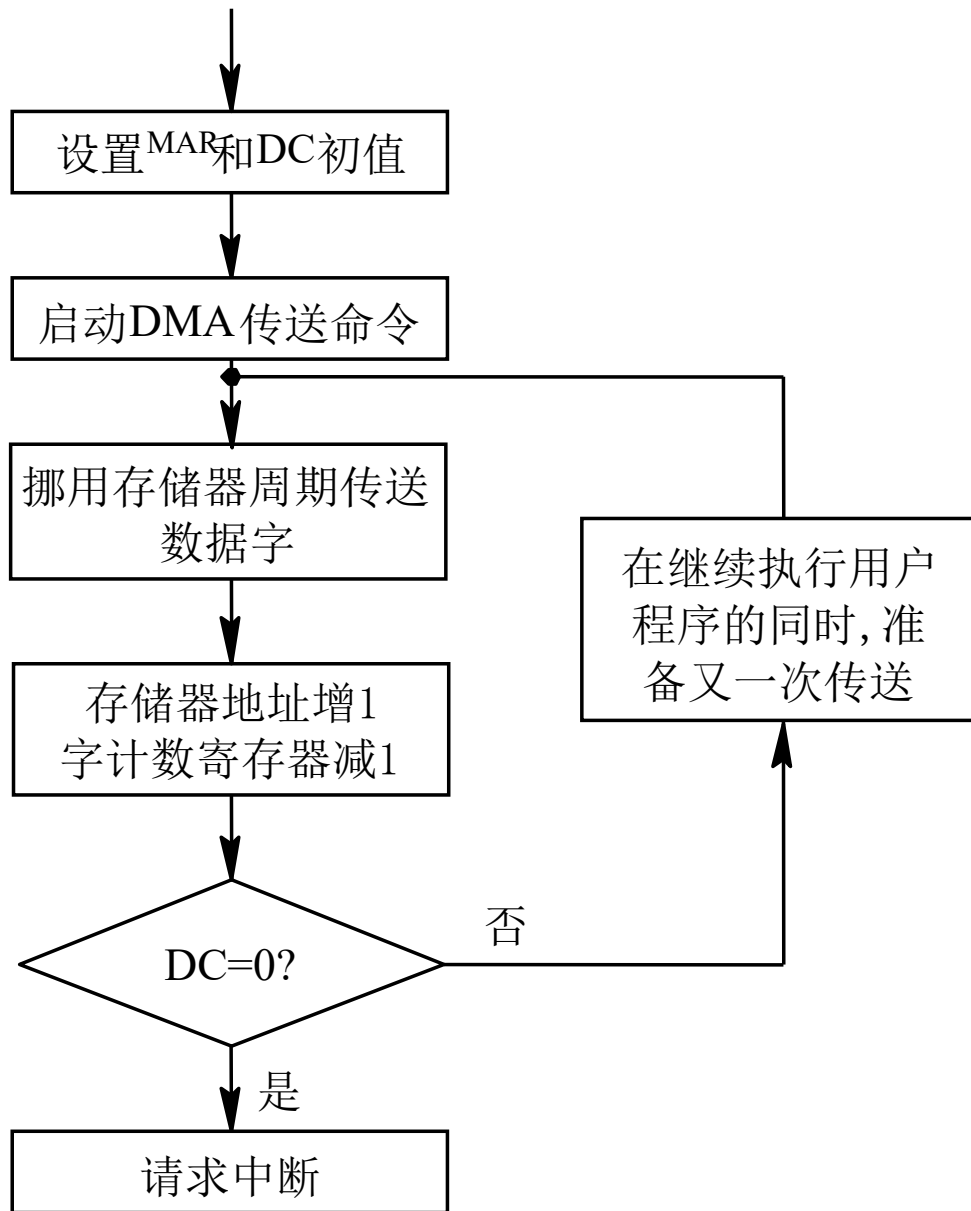 设置MAR和DC初值
启动DMA传送命令
挪用存储器周期传送
数据字
在继续执行用户
程序的同时,准
备又一次传送
存储器地址增1
字计数寄存器减1
DC=0?
否
是
请求中断